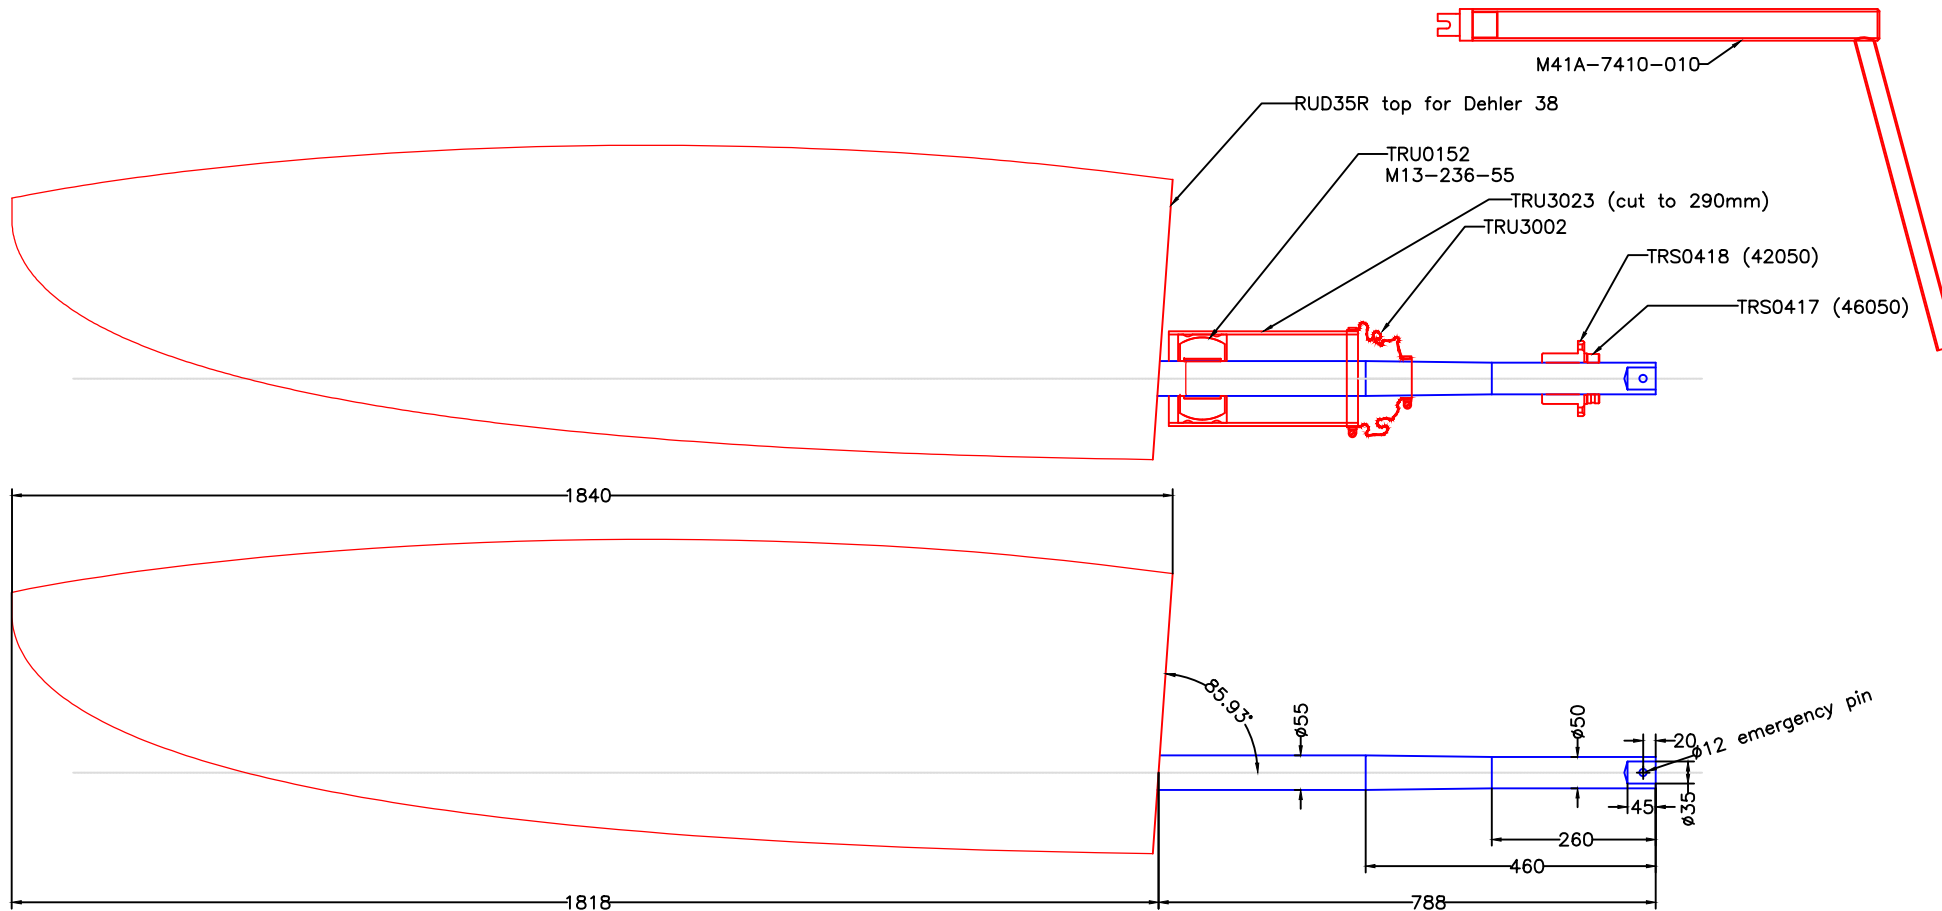 M41A-7410-010
RUD35R top for Dehler 38
TRU0152
M13-236-55
TRU3023 (cut to 290mm)
TRU3002
TRS0418 (42050)
TRS0417 (46050)
1840
85.93°
ø55
ø50
20
ø12 emergency pin
45
ø35
260
460
1818
788